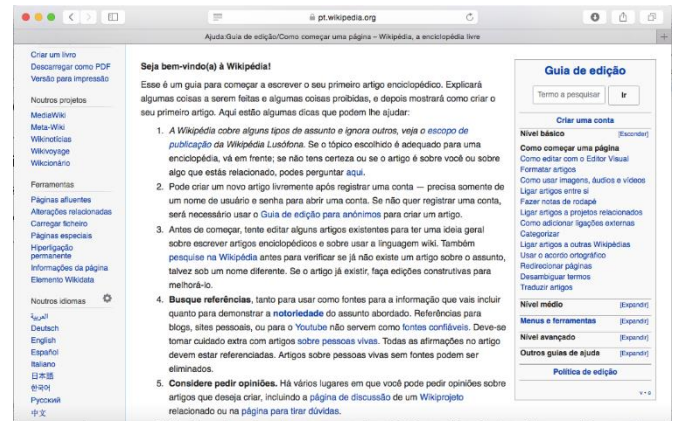 pt.wikipedia.org
Ajuda:Guia de edição/Como começar uma página – Wikipédia, a enciclopédia livre
Criar um livro
Descarregar como PDF
Versão para impressão
Noutros projetos
MediaWiki
Meta-Wiki
Wikinotícias
Wikivoyage
Wikcionário
Ferramentas
Páginas afluentes
Alterações relacionadas
Carregar ficheiro
Páginas especiais
Hiperligação
permanente
Informações da página
Elemento Wikidata
Noutros idiomas
العربية
Deutsch
English
Español
Italiano
日本語
한국어
Русский
中文
Seja bem-vindo(a) à Wikipédia!
Esse é um guia para começar a escrever o seu primeiro artigo enciclopédico. Explicará
algumas coisas a serem feitas e algumas coisas proibidas, e depois mostrará como criar o
seu primeiro artigo. Aqui estão algumas dicas que podem lhe ajudar:
1. A Wikipédia cobre alguns tipos de assunto e ignora outros, veja o escopo de
publicação da Wikipédia Lusófona. Se o tópico escolhido é adequado para uma
enciclopédia, vá em frente; se não tens certeza ou se o artigo é sobre você ou sobre
algo que estás relacionado, podes perguntar aqui.
2. Pode criar um novo artigo livremente após registrar uma conta — precisa somente de
um nome de usuário e senha para abrir uma conta. Se não quer registrar uma conta,
será necessário usar o Guia de edição para anónimos para criar um artigo.
3. Antes de começar, tente editar alguns artigos existentes para ter uma ideia geral
sobre escrever artigos enciclopédicos e sobre usar a linguagem wiki. Também
pesquise na Wikipédia antes para verificar se já não existe um artigo sobre o assunto,
talvez sob um nome diferente. Se o artigo já existir, faça edições construtivas para
melhorá-lo.
4. Busque referências, tanto para usar como fontes para a informação que vais incluir
quanto para demonstrar a notoriedade do assunto abordado. Referências para
blogs, sites pessoais, ou para o Youtube não servem como fontes confiáveis. Deve-se
tomar cuidado extra com artigos sobre pessoas vivas. Todas as afirmações no artigo
devem estar referenciadas. Artigos sobre pessoas vivas sem fontes podem ser
eliminados.
5. Considere pedir opiniões. Há vários lugares em que você pode pedir opiniões sobre
artigos que deseja criar, incluindo a página de discussão de um Wikiprojeto
relacionado ou na página para tirar dúvidas.
Guia de edição
Termo a pesquisar
Ir
Criar uma conta
Nível básico [Esconder]
Como começar uma página
Como editar com o Editor Visual
Formatar artigos
Como usar imagens, áudios e vídeos
Ligar artigos entre si
Fazer notas de rodapé
Ligar artigos a projetos relacionados
Como adicionar ligações externas
Categorizar
Ligar artigos a outras Wikipédias
Usar o acordo ortográfico
Redirecionar páginas
Desambiguar termos
Traduzir artigos
Nível médio [Expandir]
Menus e ferramentas [Expandir]
Nível avançado [Expandir]
Outros guias de ajuda [Expandir]
Política de edição
v • e